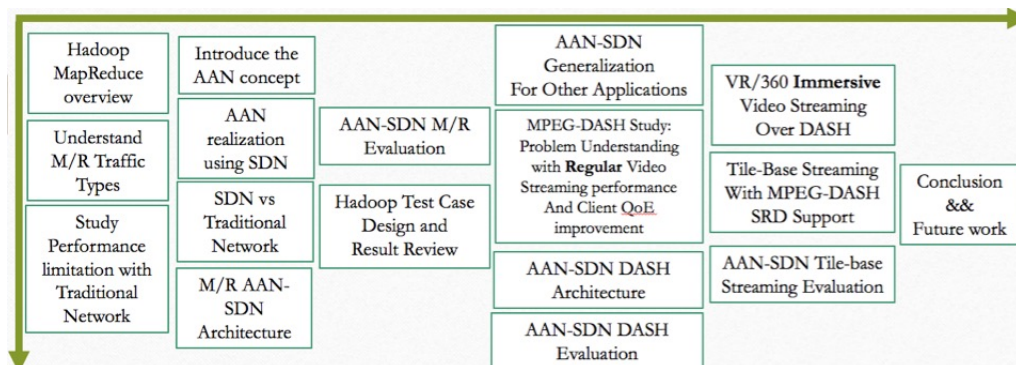 Hadoop
MapReduce
overview
Understand
M/R Traffic
Types
Study
Performance
limitation with
Traditional
Network
Introduce the
AAN concept
AAN
realization
using SDN
SDN vs
Traditional
Network
M/R AAN-
SDN
Architecture
AAN-SDN M/R
Evaluation
Hadoop Test Case
Design and
Result Review
AAN-SDN
Generalization
For Other Applications
MPEG-DASH Study:
Problem Understanding
with Regular Video
Streaming performance
And Client QoE
improvement
AAN-SDN DASH
Architecture
AAN-SDN DASH
Evaluation
VR/360 Immersive
Video Streaming
Over DASH
Tile-Base Streaming
With MPEG-DASH
SRD Support
AAN-SDN Tile-base
Streaming Evaluation
Conclusion
&&
Future work